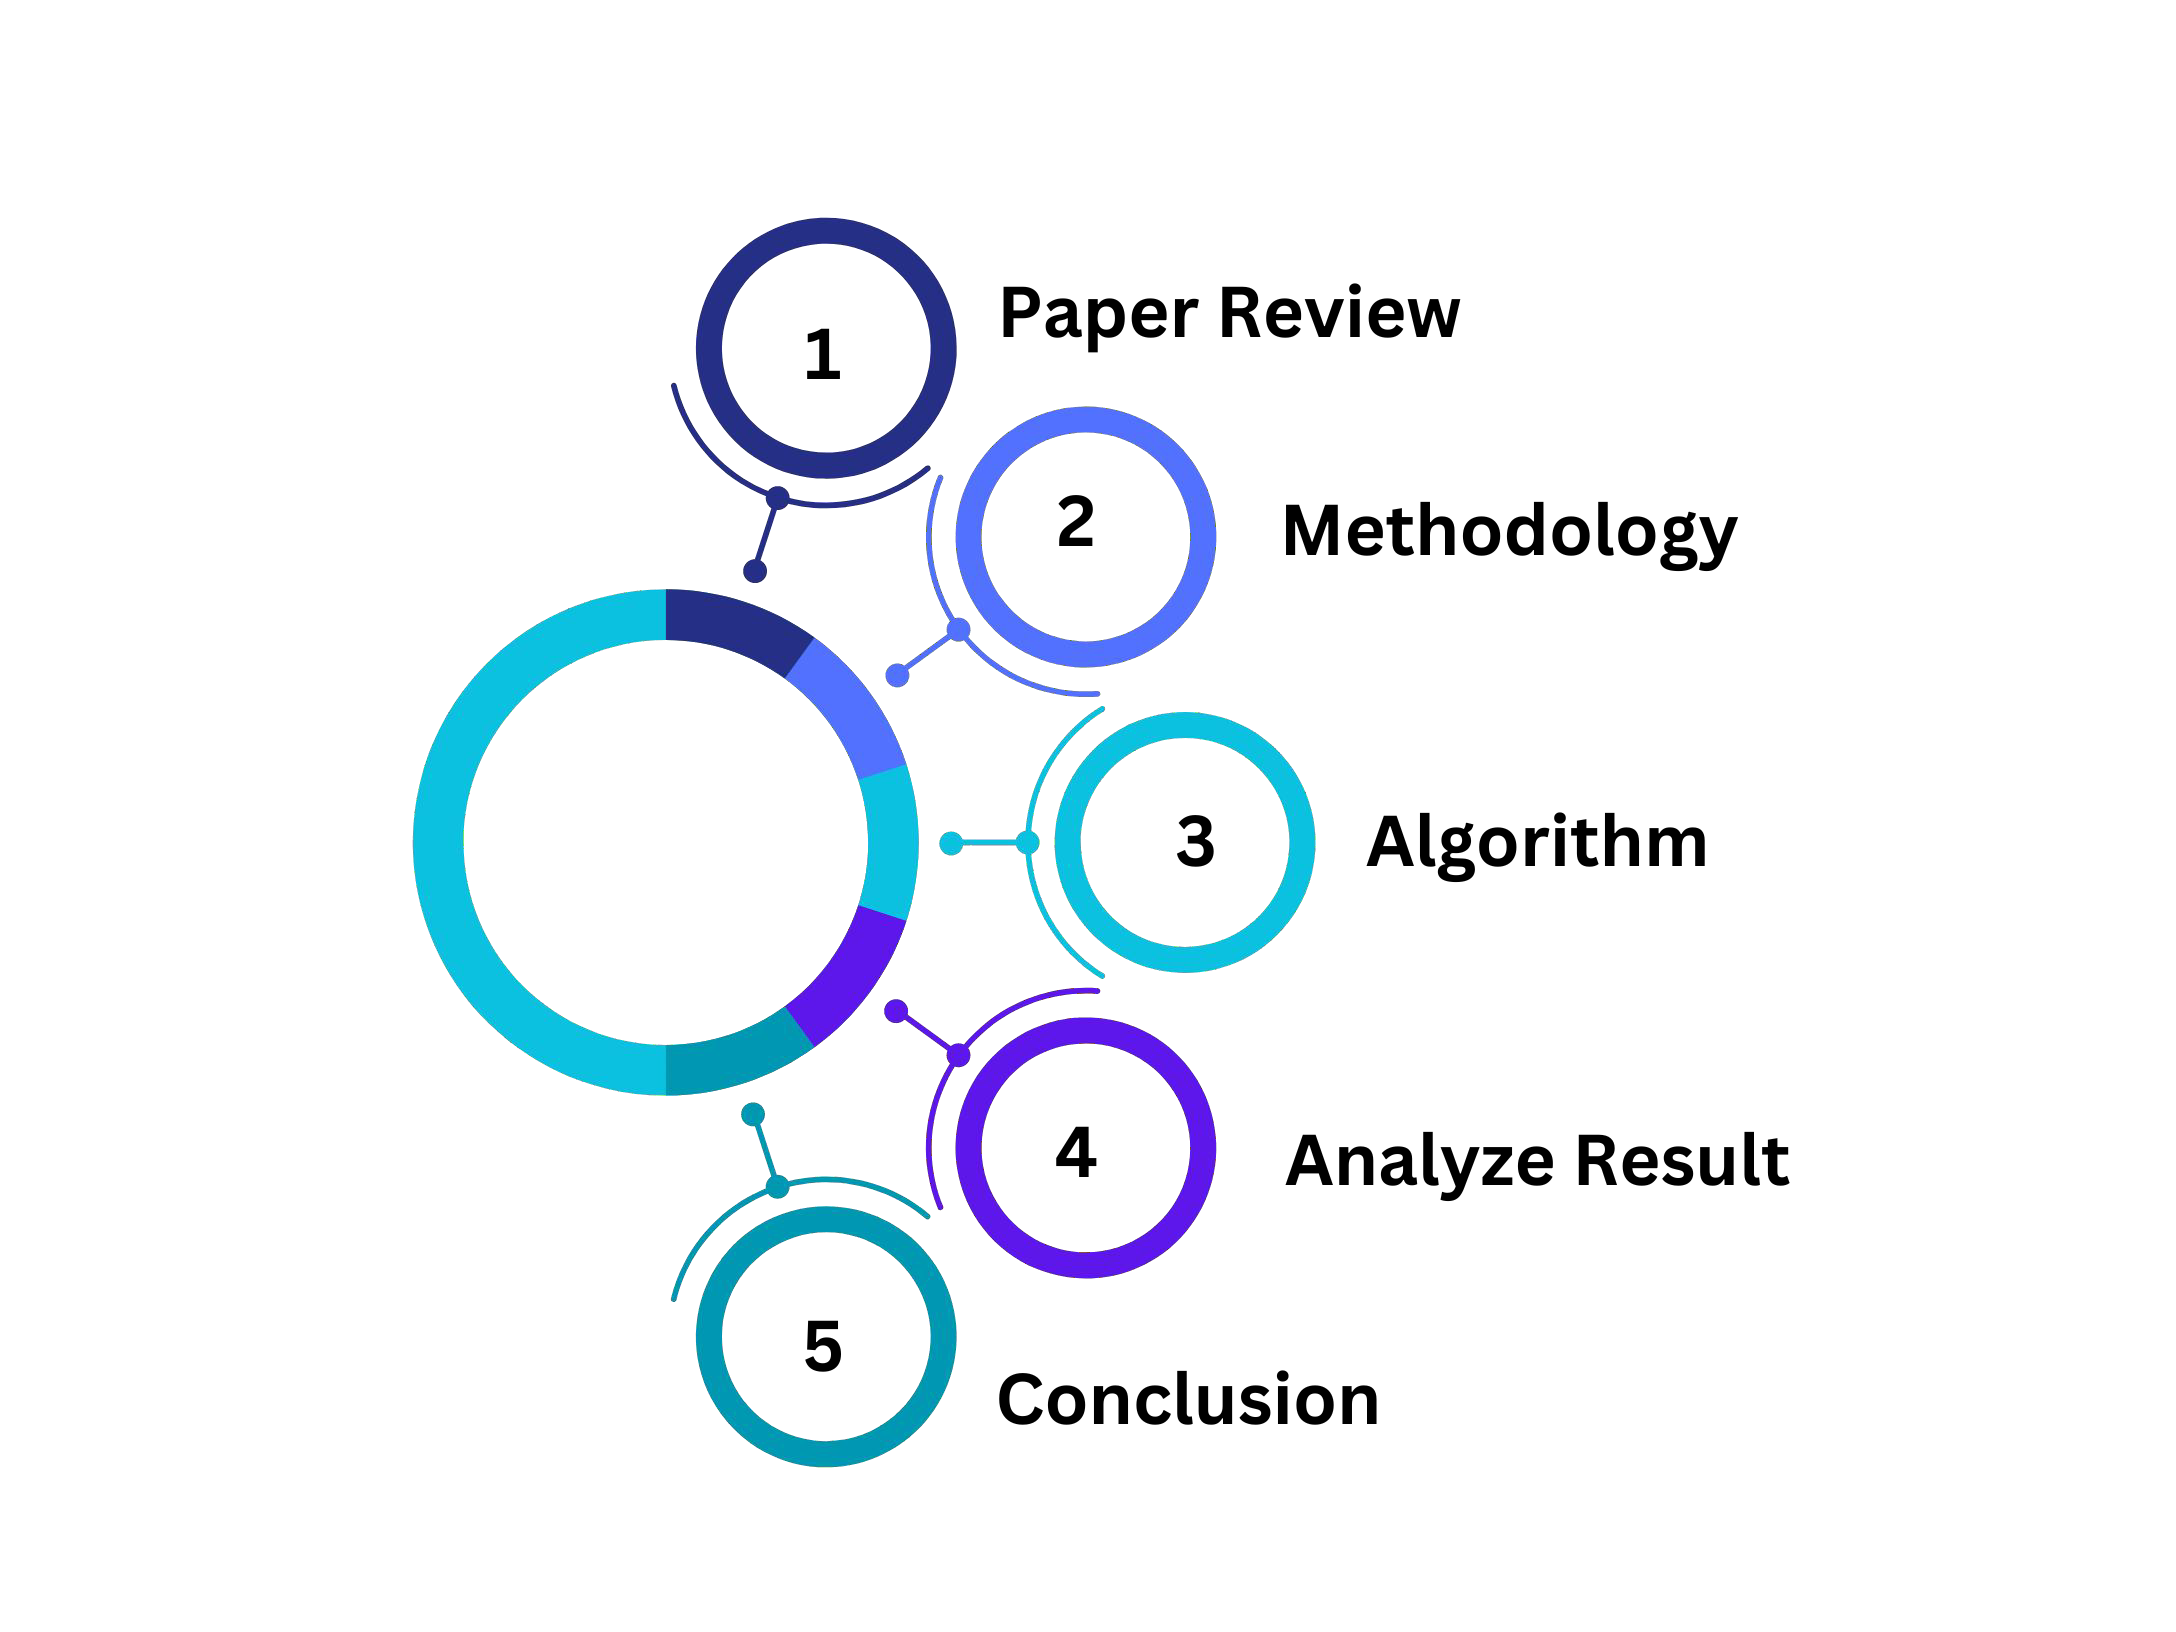 1
Paper Review
2
Methodology
3
Algorithm
4
Analyze Result
5
Conclusion